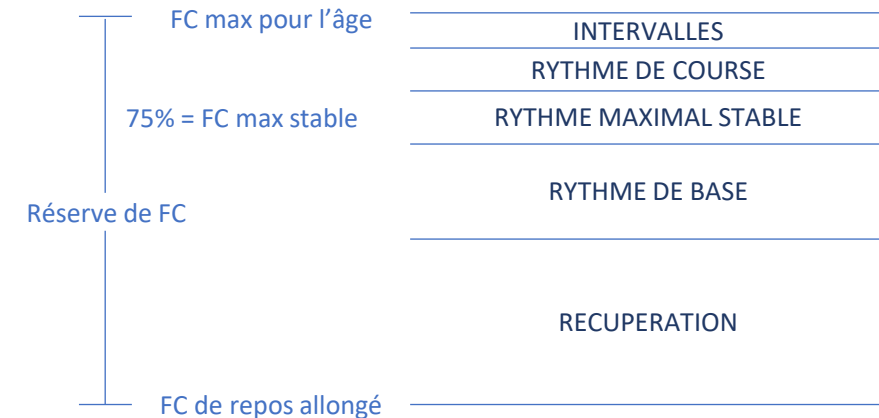 FC max pour l’âge
INTERVALLES
RYTHME DE COURSE
75% = FC max stable
RYTHME MAXIMAL STABLE
RYTHME DE BASE
Réserve de FC
RECUPERATION
FC de repos allongé